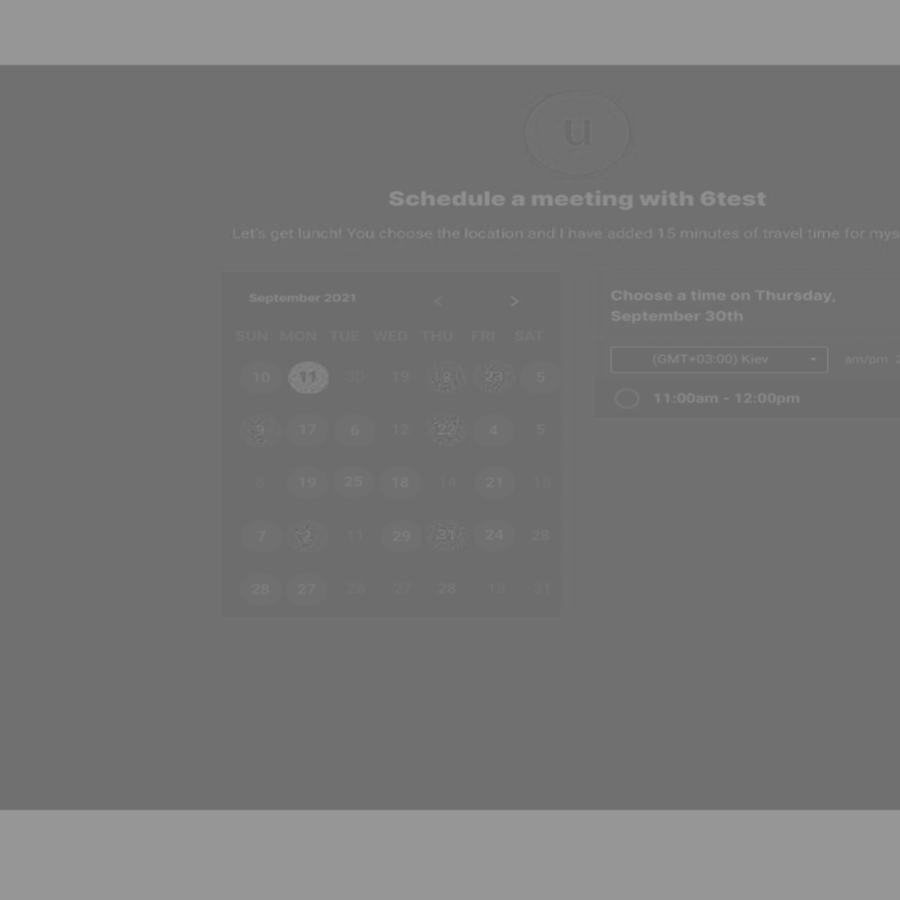 u
Schedule a meeting with 6test
Let's get lunch! You choose the location and I have added 15 minutes of travel time for mys
September 2021 < >
SUN MON TUE WED THU FRI SAT
10 11 30 19 23 5
9 17 6 12 22 4 5
8 19 25 18 14 21 18
7 2 11 29 31 24 28
28 27 26 27 28 13 31
Choose a time on Thursday,
September 30th
(GMT+03:00) Kiev am/pm 2
11:00am - 12:00pm